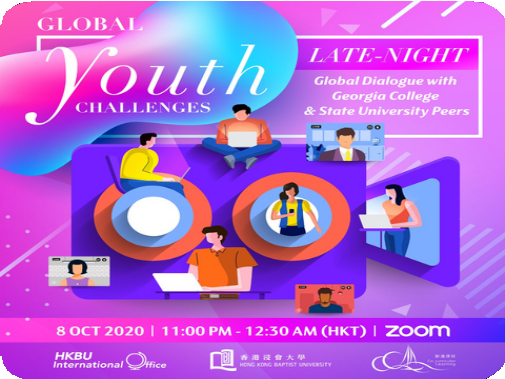 GLOBAL
youth
CHALLENGES
LATE-NIGHT
Global Dialogue with
Georgia College
& State University Peers
8 OCT 2020 | 11:00 PM - 12:30 AM (HKT) | zoom
HKBU
International Office
香港浸會大學
HONG KONG BAPTIST UNIVERSITY